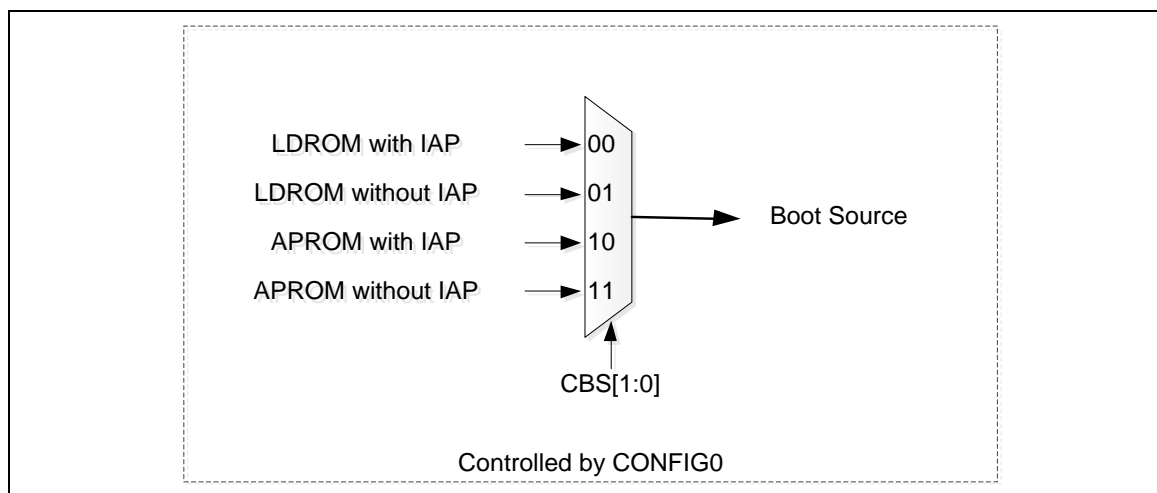 LDROM with IAP 00
LDROM without IAP 01
APROM with IAP 10
APROM without IAP 11
Boot Source
CBS[1:0]
Controlled by CONFIG0